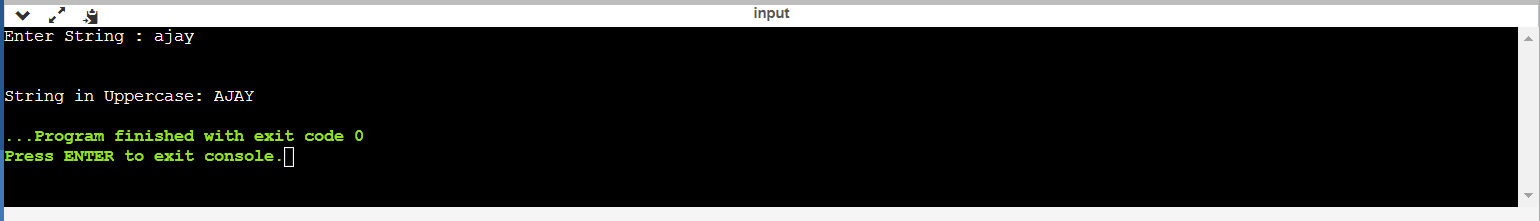 input
Enter String : ajay
String in Uppercase: AJAY
...Program finished with exit code 0
Press ENTER to exit console.